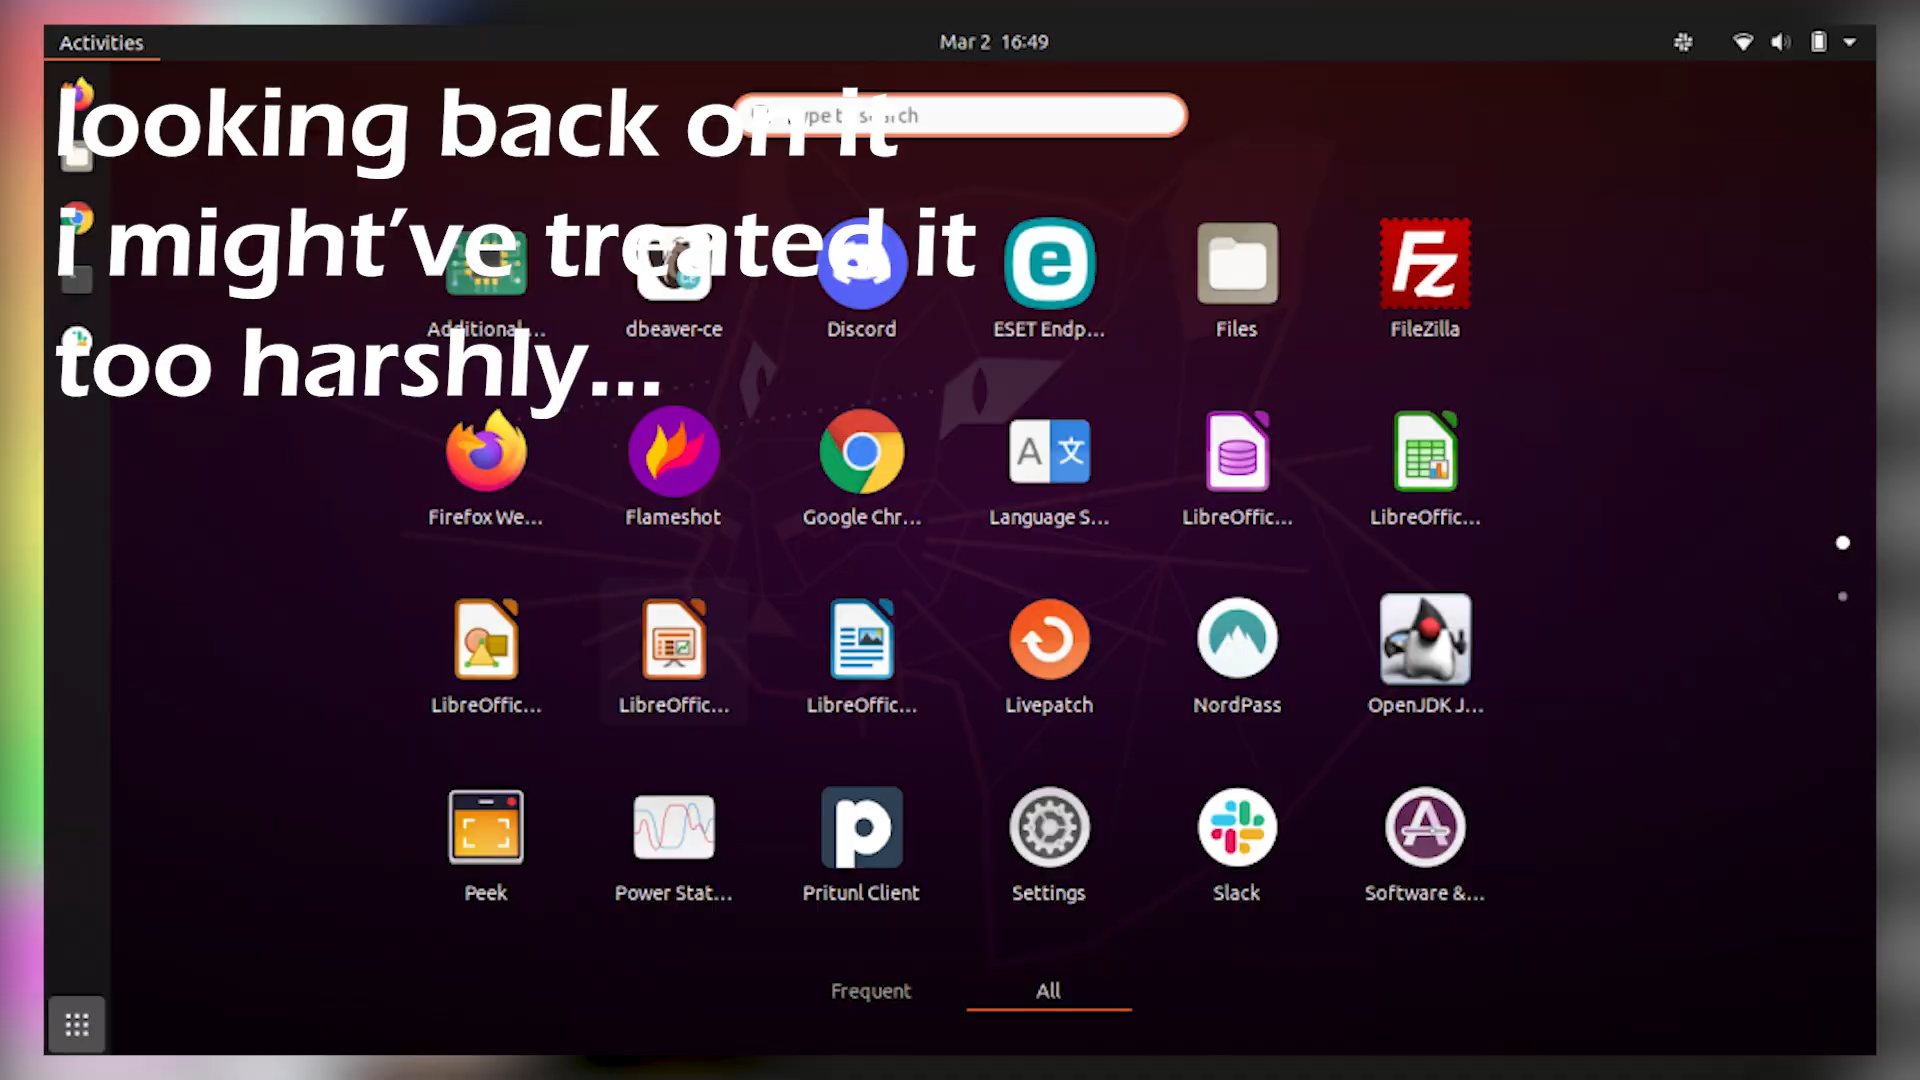 Activities
Mar 2 16:49
looking back on it
i might've treated it
too harshly...
Additional... dbeaver-ce Discord ESET Endp... Files FileZilla
Firefox We... Flameshot Google Chr... Language S... LibreOffic... LibreOffic...
LibreOffic... LibreOffic... LibreOffic... Livepatch NordPass OpenJDK J...
Peek Power Stat... Pritunl Client Settings Slack Software &...
Frequent All